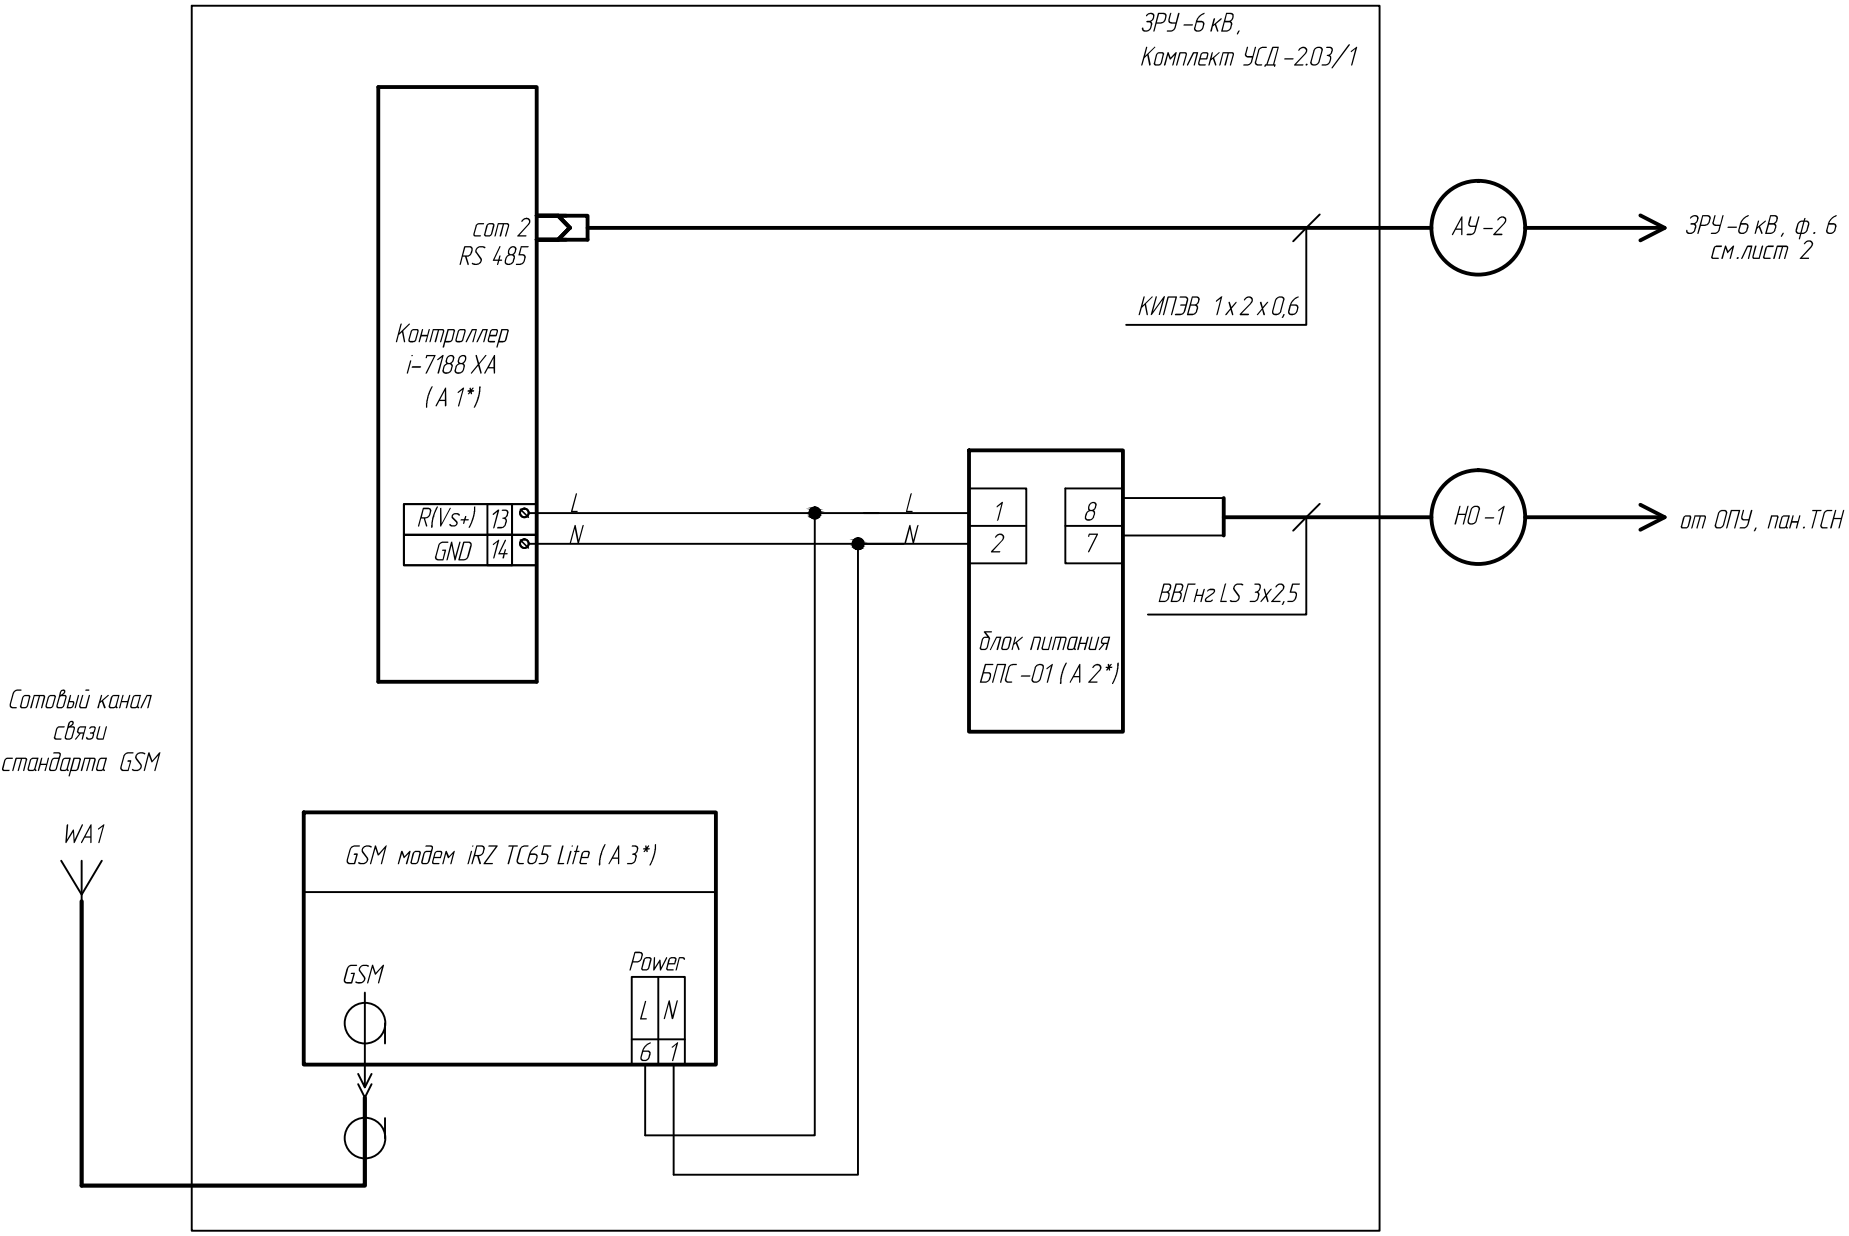 ЗРУ-6 кВ,
Комплект УСД-2.03/1
com 2
RS 485
АУ-2
ЗРУ-6 кВ, ф. 6
см.лист 2
КИПЭВ 1х2х0,6
Контроллер
i-7188 XA
(А 1*)
R(Vs+) 13
GND 14
L
N
L
N
1
2
8
7
НО-1
от ОПУ, пан.ТСН
ВВГнг LS 3х2,5
блок питания
БПС-01 (А 2*)
Сотовый канал
связи
стандарта GSM
WA1
GSM модем iRZ TC65 Lite (А 3*)
GSM
Power
L N
6 1